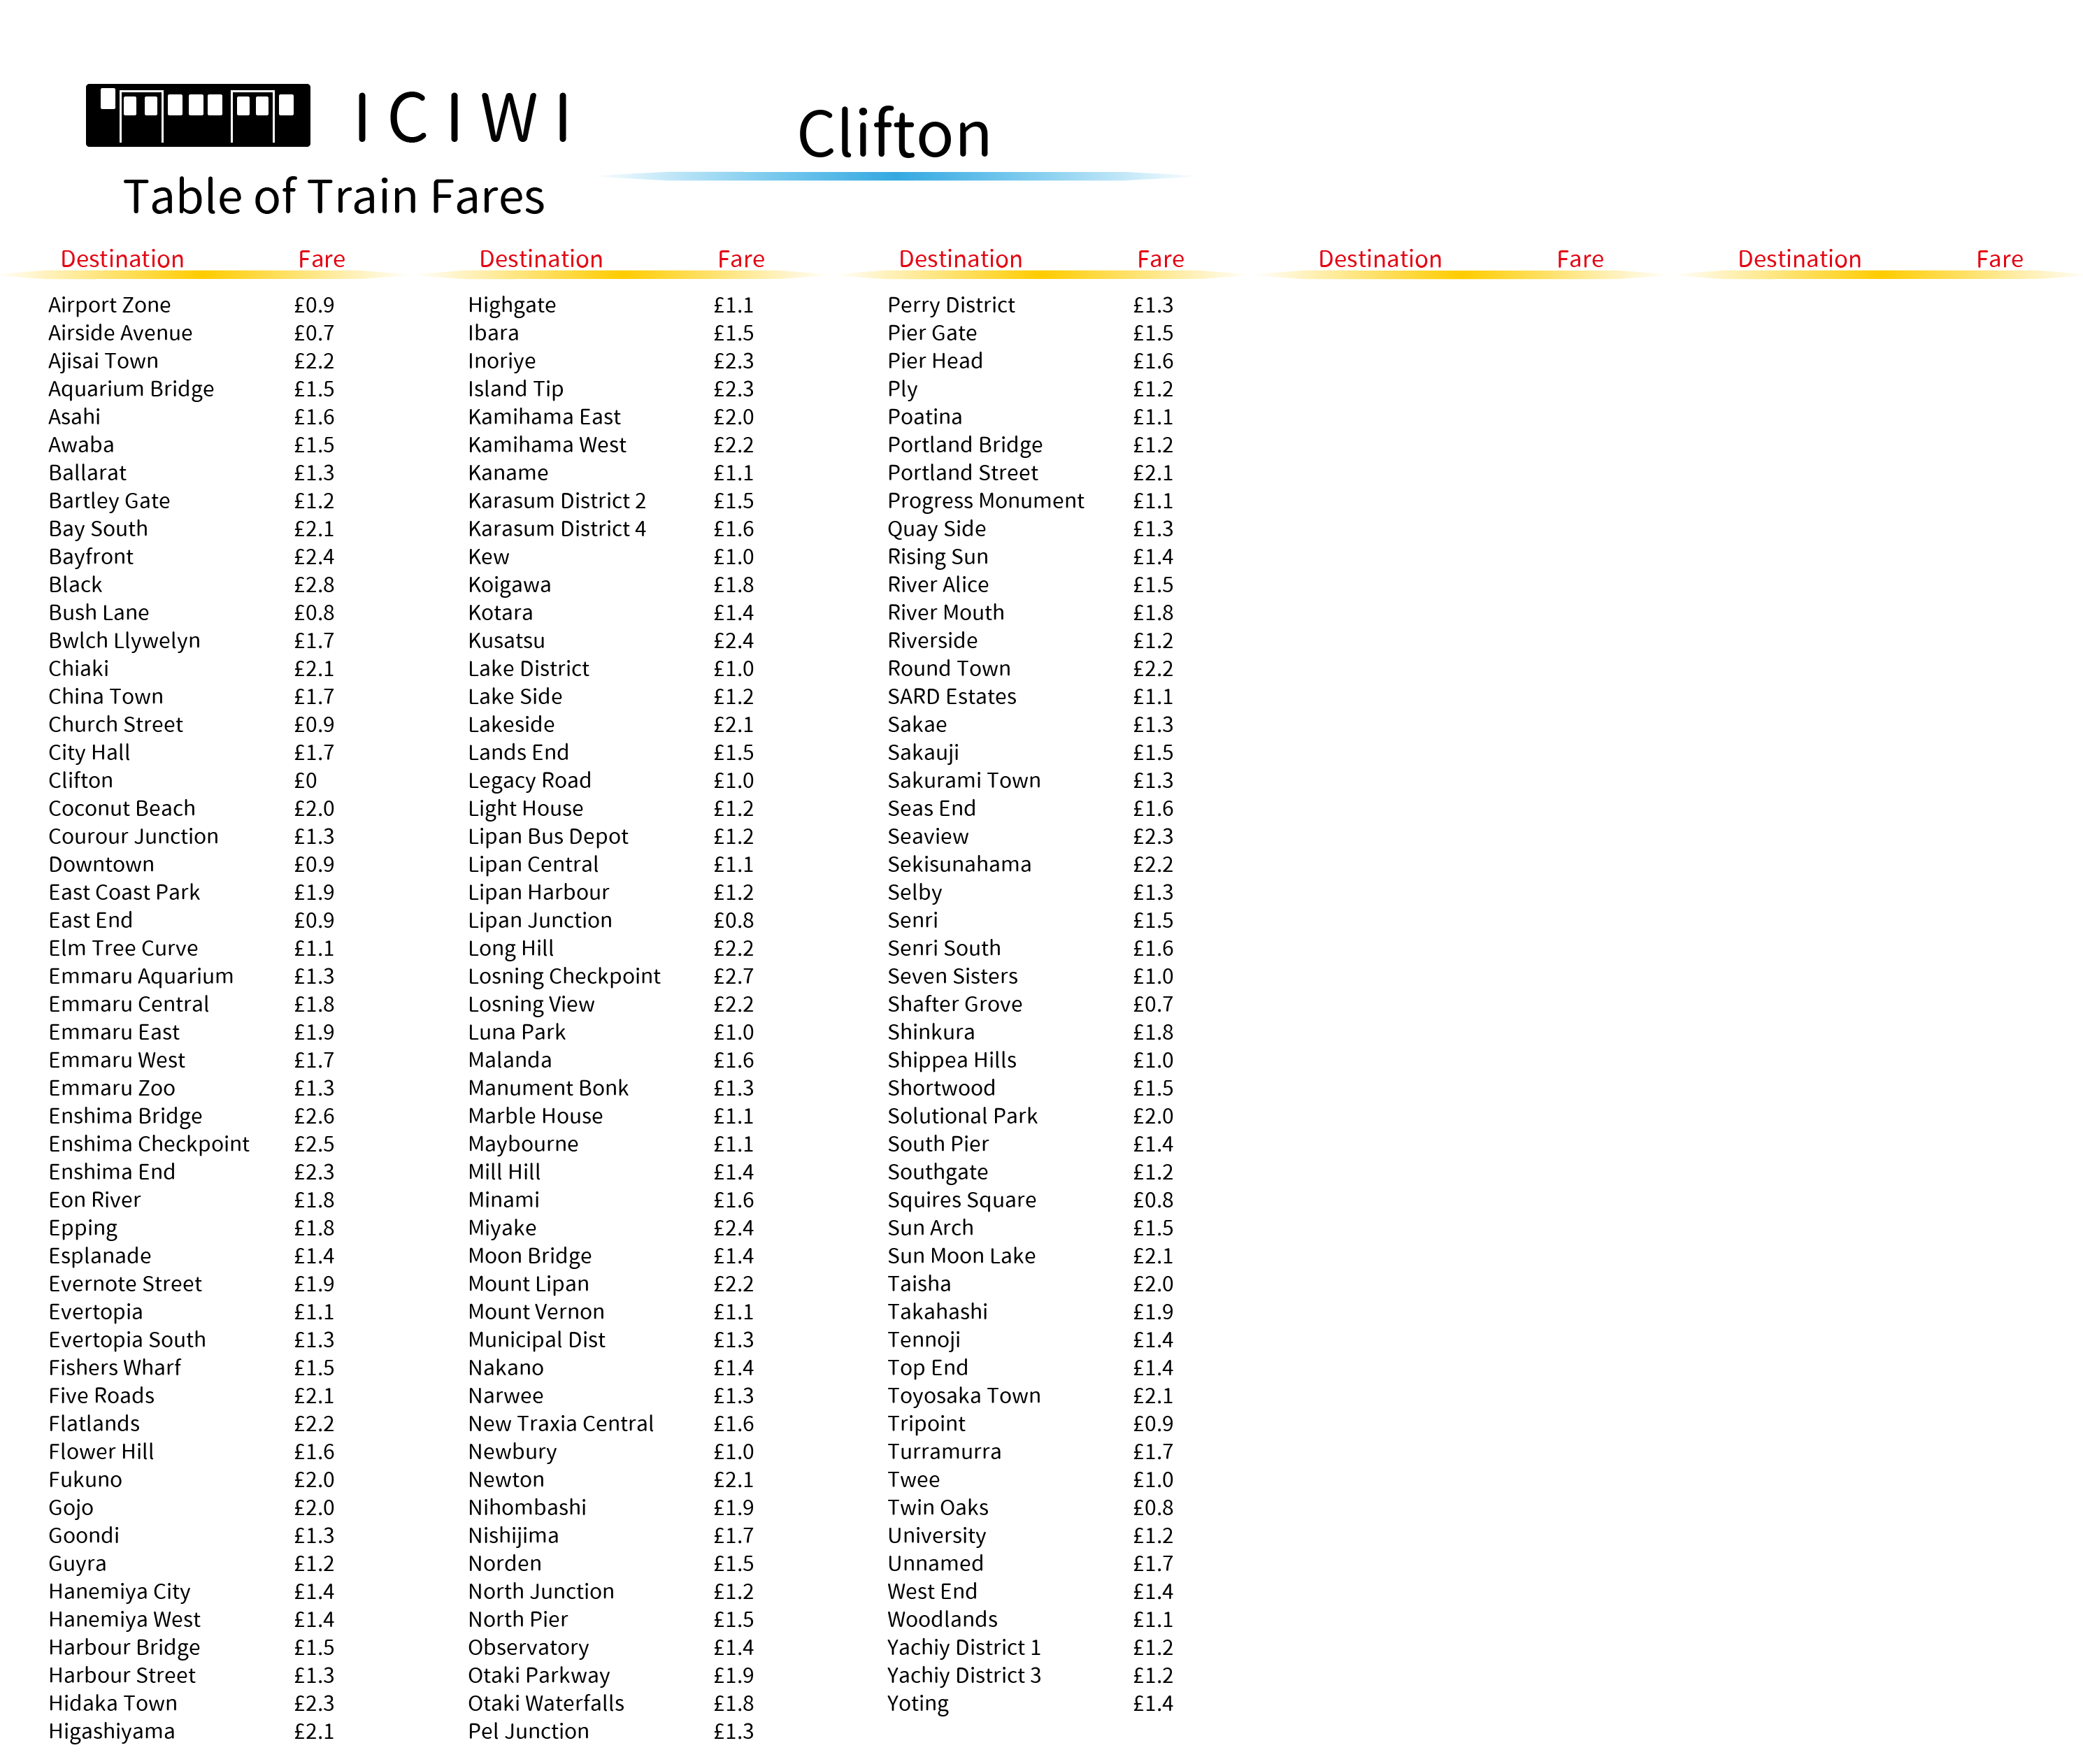 ICIWI
Table of Train Fares
Clifton
Destination Fare
Airport Zone £0.9
Airside Avenue £0.7
Ajisai Town £2.2
Aquarium Bridge £1.5
Asahi £1.6
Awaba £1.5
Ballarat £1.3
Bartley Gate £1.2
Bay South £2.1
Bayfront £2.4
Black £2.8
Bush Lane £0.8
Bwlch Llywelyn £1.7
Chiaki £2.1
China Town £1.7
Church Street £0.9
City Hall £1.7
Clifton £0
Coconut Beach £2.0
Courour Junction £1.3
Downtown £0.9
East Coast Park £1.9
East End £0.9
Elm Tree Curve £1.1
Emmaru Aquarium £1.3
Emmaru Central £1.8
Emmaru East £1.9
Emmaru West £1.7
Emmaru Zoo £1.3
Enshima Bridge £2.6
Enshima Checkpoint £2.5
Enshima End £2.3
Eon River £1.8
Epping £1.8
Esplanade £1.4
Evernote Street £1.9
Evertopia £1.1
Evertopia South £1.3
Fishers Wharf £1.5
Five Roads £2.1
Flatlands £2.2
Flower Hill £1.6
Fukuno £2.0
Gojo £2.0
Goondi £1.3
Guyra £1.2
Hanemiya City £1.4
Hanemiya West £1.4
Harbour Bridge £1.5
Harbour Street £1.3
Hidaka Town £2.3
Higashiyama £2.1
Destination Fare
Highgate £1.1
Ibara £1.5
Inoriye £2.3
Island Tip £2.3
Kamihama East £2.0
Kamihama West £2.2
Kaname £1.1
Karasum District 2 £1.5
Karasum District 4 £1.6
Kew £1.0
Koigawa £1.8
Kotara £1.4
Kusatsu £2.4
Lake District £1.0
Lake Side £1.2
Lakeside £2.1
Lands End £1.5
Legacy Road £1.0
Light House £1.2
Lipan Bus Depot £1.2
Lipan Central £1.1
Lipan Harbour £1.2
Lipan Junction £0.8
Long Hill £2.2
Losning Checkpoint £2.7
Losning View £2.2
Luna Park £1.0
Malanda £1.6
Manument Bonk £1.3
Marble House £1.1
Maybourne £1.1
Mill Hill £1.4
Minami £1.6
Miyake £2.4
Moon Bridge £1.4
Mount Lipan £2.2
Mount Vernon £1.1
Municipal Dist £1.3
Nakano £1.4
Narwee £1.3
New Traxia Central £1.6
Newbury £1.0
Newton £2.1
Nihombashi £1.9
Nishijima £1.7
Norden £1.5
North Junction £1.2
North Pier £1.5
Observatory £1.4
Otaki Parkway £1.9
Otaki Waterfalls £1.8
Pel Junction £1.3
Destination Fare
Perry District £1.3
Pier Gate £1.5
Pier Head £1.6
Ply £1.2
Poatina £1.1
Portland Bridge £1.2
Portland Street £2.1
Progress Monument £1.1
Quay Side £1.3
Rising Sun £1.4
River Alice £1.5
River Mouth £1.8
Riverside £1.2
Round Town £2.2
SARD Estates £1.1
Sakae £1.3
Sakauji £1.5
Sakurami Town £1.3
Seas End £1.6
Seaview £2.3
Sekisunahama £2.2
Selby £1.3
Senri £1.5
Senri South £1.6
Seven Sisters £1.0
Shafter Grove £0.7
Shinkura £1.8
Shippea Hills £1.0
Shortwood £1.5
Solutional Park £2.0
South Pier £1.4
Southgate £1.2
Squires Square £0.8
Sun Arch £1.5
Sun Moon Lake £2.1
Taisha £2.0
Takahashi £1.9
Tennoji £1.4
Top End £1.4
Toyosaka Town £2.1
Tripoint £0.9
Turramurra £1.7
Twee £1.0
Twin Oaks £0.8
University £1.2
Unnamed £1.7
West End £1.4
Woodlands £1.1
Yachiy District 1 £1.2
Yachiy District 3 £1.2
Yoting £1.4
Destination Fare
Destination Fare